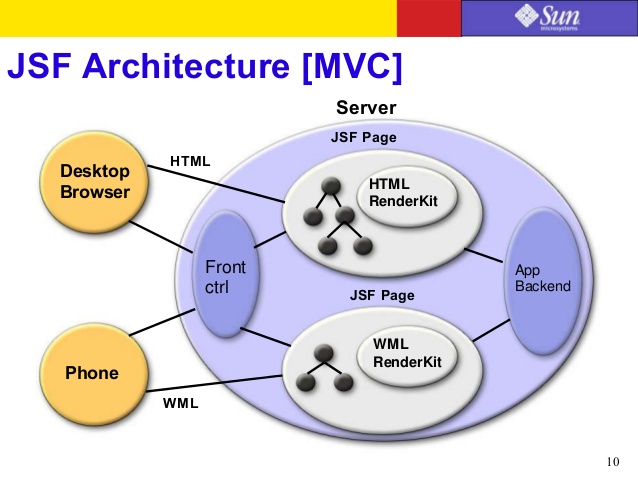 Sun
microsystems
JSF Architecture [MVC]
Server
JSF Page
HTML
Desktop
Browser
HTML
RenderKit
Front
ctrl
App
Backend
JSF Page
WML
RenderKit
Phone
WML
10